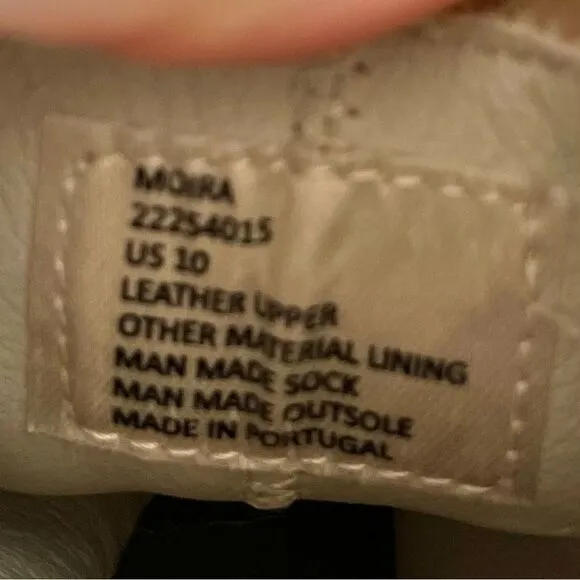 MOIRA
22254015
US 10
LEATHER UPPER
OTHER MATERIAL LINING
MAN MADE SOCK
MAN MADE OUTSOLE
MADE IN PORTUGAL